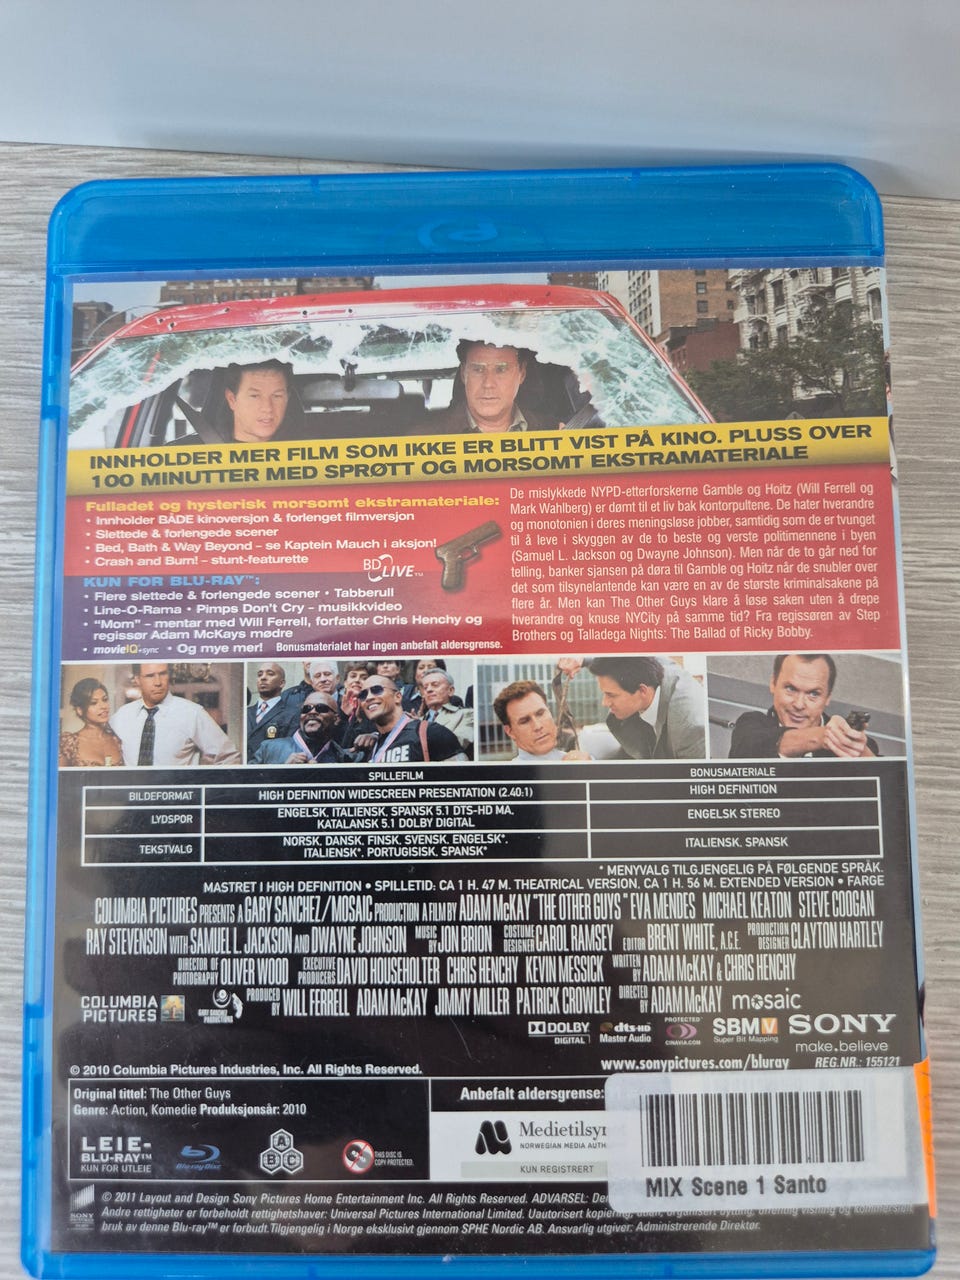 INNHOLDER MER FILM SOM IKKE ER BLITT VIST PÅ KINO. PLUSS OVER
100 MINUTTER MED SPRØTT OG MORSOMT EKSTRAMATERIALE
Fulladet og hysterisk morsomt ekstramateriale:
• Innholder BÅDE kinoversjon & forlenget filmversjon
• Slettede & forlengede scener
• Bed, Bath & Way Beyond – se Kaptein Mauch i aksjon!
• Crash and Burn! – stunt-featurette
BD LIVE™
KUN FOR BLU-RAY™:
• Flere slettede & forlengede scener • Tabberull
• Line-O-Rama • Pimps Don't Cry - musikkvideo
• "Mom" – mentar med Will Ferrell, forfatter Chris Henchy og
regissør Adam McKays mødre
• movieIQ+sync • Og mye mer! Bonusmaterialet har ingen anbefalt aldersgrense.
De mislykkede NYPD-etterforskerne Gamble og Hoitz (Will Ferrell og
Mark Wahlberg) er dømt til et liv bak kontorpultene. De hater hverandre
og monotonien i deres meningsløse jobber, samtidig som de er tvunget
til å leve i skyggen av de to beste og verste politimennene i byen
(Samuel L. Jackson og Dwayne Johnson). Men når de to går ned for
telling, banker sjansen på døra til Gamble og Hoitz når de snubler over
det som tilsynelatende kan være en av de største kriminalsakene på
flere år. Men kan The Other Guys klare å løse saken uten å drepe
hverandre og knuse NYCity på samme tid? Fra regissøren av Step
Brothers og Talladega Nights: The Ballad of Ricky Bobby.
ICE
SPILLEFILM BONUSMATERIALE
BILDEFORMAT HIGH DEFINITION WIDESCREEN PRESENTATION (2.40:1) HIGH DEFINITION
LYDSPOR ENGELSK, ITALIENSK, SPANSK 5.1 DTS-HD MA. ENGELSK STEREO
KATALANSK 5.1 DOLBY DIGITAL
TEKSTVALG NORSK, DANSK, FINSK, SVENSK, ENGELSK*, ITALIENSK, SPANSK
ITALIENSK*, PORTUGISISK, SPANSK*
* MENYVALG TILGJENGELIG PÅ FØLGENDE SPRÅK.
MASTRET I HIGH DEFINITION • SPILLETID: CA 1 H. 47 M. THEATRICAL VERSION, CA 1 H. 56 M. EXTENDED VERSION • FARGE
COLUMBIA PICTURES PRESENTS A GARY SANCHEZ/MOSAIC PRODUCTION A FILM BY ADAM McKAY "THE OTHER GUYS" EVA MENDES MICHAEL KEATON STEVE COOGAN
RAY STEVENSON WITH SAMUEL L. JACKSON AND DWAYNE JOHNSON MUSIC BY JON BRION COSTUME DESIGNER CAROL RAMSEY EDITOR BRENT WHITE, A.C.E. PRODUCTION DESIGNER CLAYTON HARTLEY
DIRECTOR OF PHOTOGRAPHY OLIVER WOOD EXECUTIVE PRODUCERS DAVID HOUSEHOLTER CHRIS HENCHY KEVIN MESSICK WRITTEN BY ADAM McKAY & CHRIS HENCHY
PRODUCED BY WILL FERRELL ADAM McKAY JIMMY MILLER PATRICK CROWLEY DIRECTED BY ADAM McKAY mosaic
COLUMBIA PICTURES
GARY SANCHEZ PRODUCTIONS
DOLBY DIGITAL dts-HD Master Audio PROTECTED CINAVIA.COM SBMV Super Bit Mapping SONY
make.believe
© 2010 Columbia Pictures Industries, Inc. All Rights Reserved. www.sonypictures.com/bluray REG.NR.: 155121
Original tittel: The Other Guys
Genre: Action, Komedie Produksjonsår: 2010
Anbefalt aldersgrense:
LEIE-
BLU-RAY™
KUN FOR UTLEIE
Blu-ray Disc
A
B C
THIS DISC IS
COPY PROTECTED.
Medietilsyn
NORWEGIAN MEDIA AUTH
KUN REGISTRERT
MIX Scene 1 Santo
SONY
© 2011 Layout and Design Sony Pictures Home Entertainment Inc. All Rights Reserved. ADVARSEL:
Andre rettigheter er forbeholdt rettighetshaver: Universal Pictures International Limited. Uautorisert kopiering,
bruk av denne Blu-ray™ er forbudt.Tilgjengelig i Norge eksklusivt gjennom SPHE Nordic AB. Ansvarlig utgiver: Administrerende Direktør.